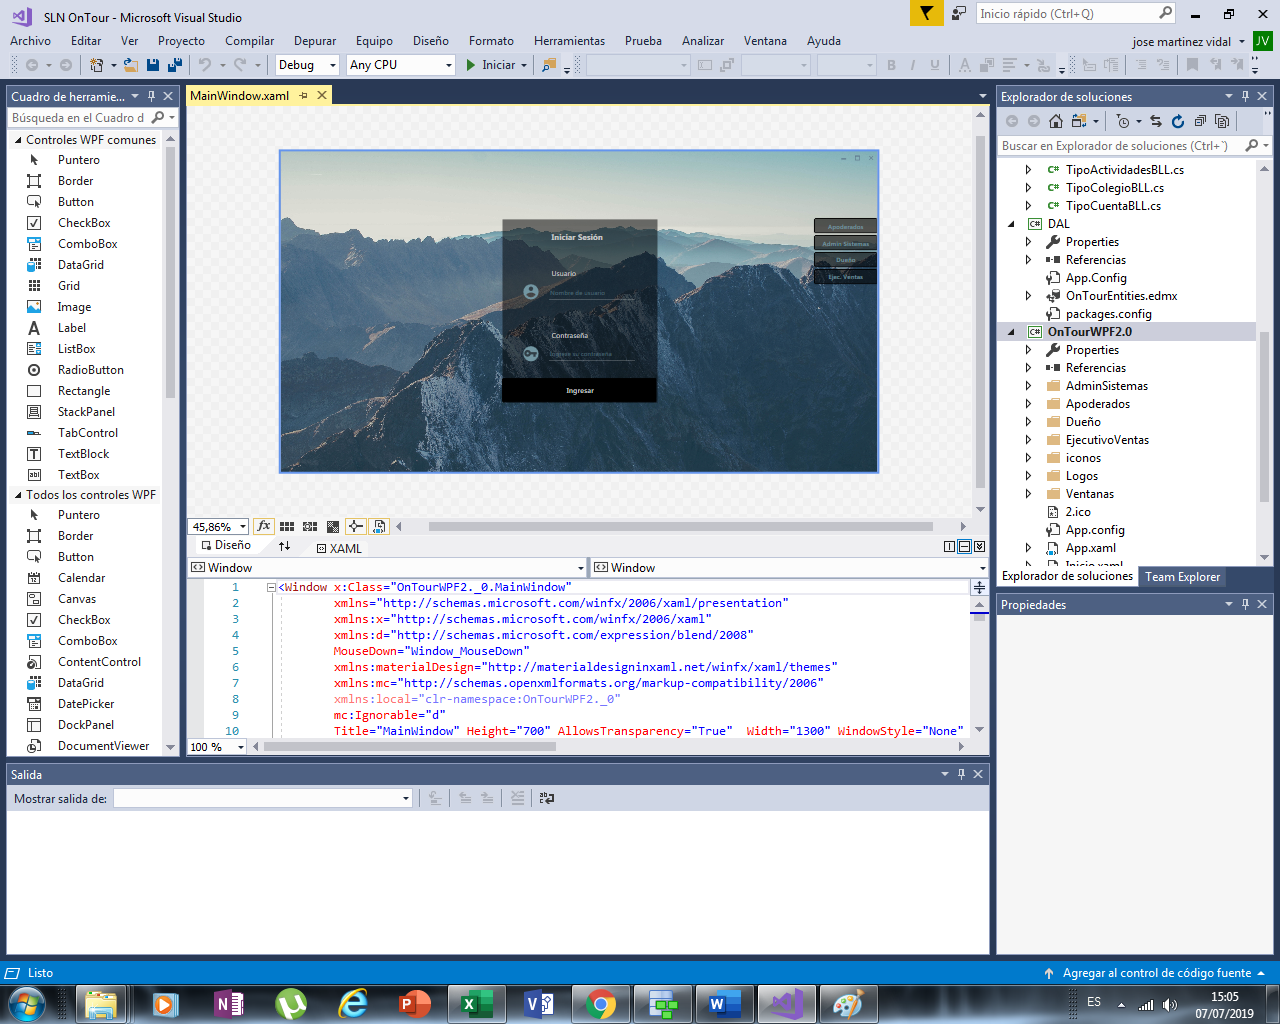 SLN OnTour - Microsoft Visual Studio
Inicio rápido (Ctrl+Q)
Archivo Editar Ver Proyecto Compilar Depurar Equipo Diseño Formato Herramientas Prueba Analizar Ventana Ayuda
jose martinez vidal JV
Debug Any CPU Iniciar
Cuadro de herramie...
Búsqueda en el Cuadro d
Controles WPF comunes
Puntero
Border
Button
CheckBox
ComboBox
DataGrid
Grid
Image
Label
ListBox
RadioButton
Rectangle
StackPanel
TabControl
TextBlock
TextBox
Todos los controles WPF
Puntero
Border
Button
Calendar
Canvas
CheckBox
ComboBox
ContentControl
DataGrid
DatePicker
DockPanel
DocumentViewer
MainWindow.xaml
Iniciar Sesión
Usuario
Nombre de usuario
Contraseña
Ingrese su contraseña
Ingresar
Apoderados
Admin Sistemas
Dueño
Ejec. Ventas
45,86%
Diseño XAML
Window Window
1 <Window x:Class="OnTourWPF2._0.MainWindow"
2 xmlns="http://schemas.microsoft.com/winfx/2006/xaml/presentation"
3 xmlns:x="http://schemas.microsoft.com/winfx/2006/xaml"
4 xmlns:d="http://schemas.microsoft.com/expression/blend/2008"
5 MouseDown="Window_MouseDown"
6 xmlns:materialDesign="http://materialdesigninxaml.net/winfx/xaml/themes"
7 xmlns:mc="http://schemas.openxmlformats.org/markup-compatibility/2006"
8 xmlns:local="clr-namespace:OnTourWPF2._0"
9 mc:Ignorable="d"
10 Title="MainWindow" Height="700" AllowsTransparency="True" Width="1300" WindowStyle="None"
100 %
Explorador de soluciones
Buscar en Explorador de soluciones (Ctrl+`)
TipoActividadesBLL.cs
TipoColegioBLL.cs
TipoCuentaBLL.cs
DAL
Properties
Referencias
App.Config
OnTourEntities.edmx
packages.config
OnTourWPF2.0
Properties
Referencias
AdminSistemas
Apoderados
Dueño
EjecutivoVentas
iconos
Logos
Ventanas
2.ico
App.config
App.xaml
Inicio.xaml
Explorador de soluciones Team Explorer
Propiedades
Salida
Mostrar salida de:
Listo
Agregar al control de código fuente
ES
15:05
07/07/2019